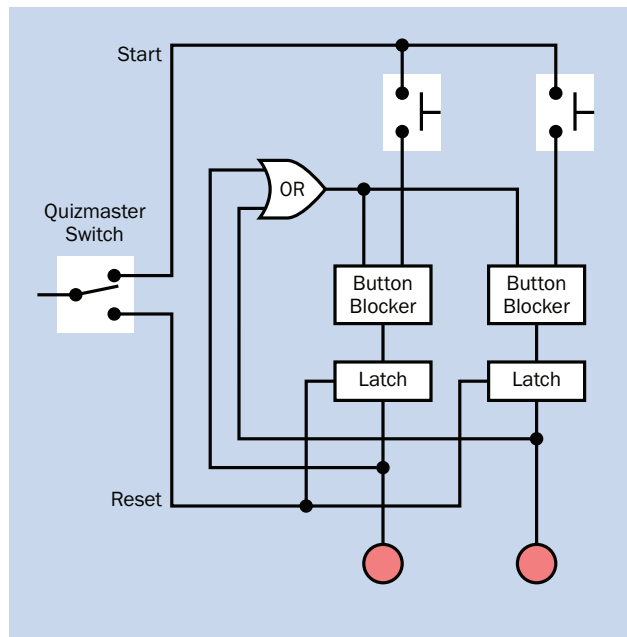 Start
OR
Quizmaster
Switch
Button
Blocker
Button
Blocker
Latch
Latch
Reset